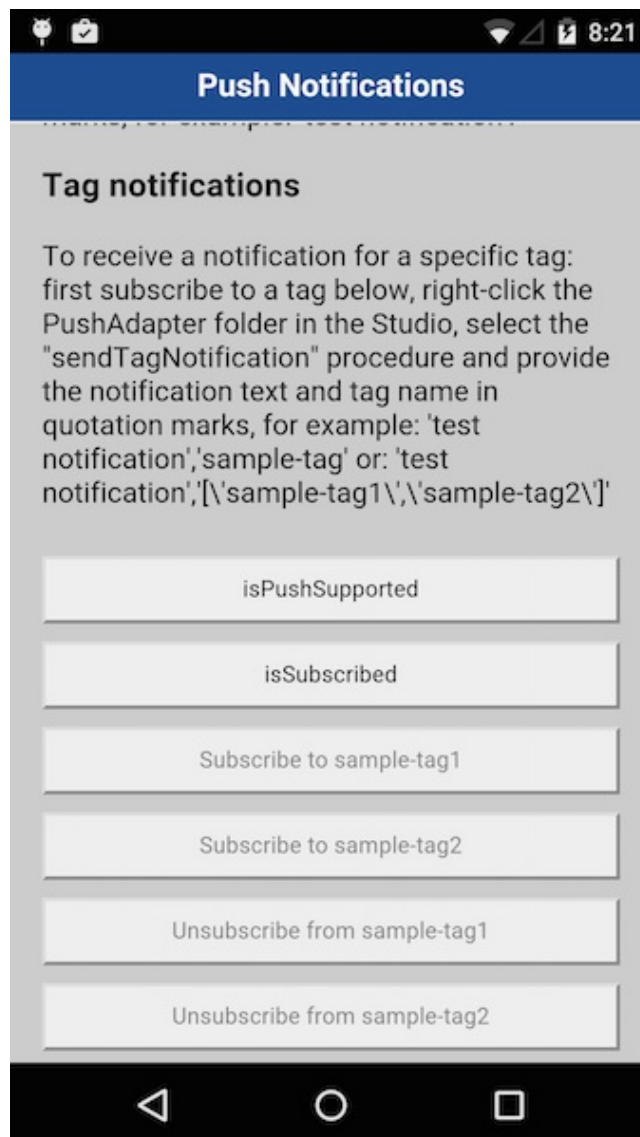 8:21
Push Notifications
Tag notifications
To receive a notification for a specific tag:
first subscribe to a tag below, right-click the
PushAdapter folder in the Studio, select the
"sendTagNotification" procedure and provide
the notification text and tag name in
quotation marks, for example: 'test
notification','sample-tag' or: 'test
notification','[\'sample-tag1\',\'sample-tag2\']'
isPushSupported
isSubscribed
Subscribe to sample-tag1
Subscribe to sample-tag2
Unsubscribe from sample-tag1
Unsubscribe from sample-tag2